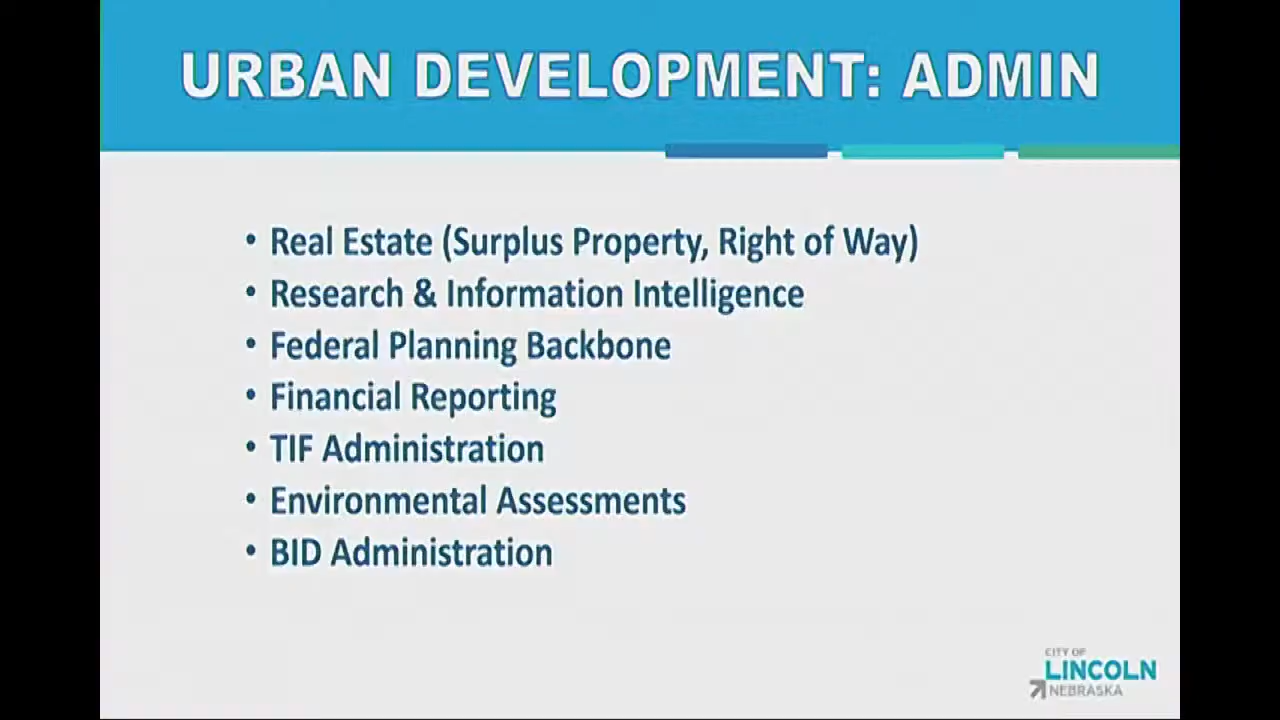 URBAN DEVELOPMENT: ADMIN
• Real Estate (Surplus Property, Right of Way)
• Research & Information Intelligence
• Federal Planning Backbone
• Financial Reporting
• TIF Administration
• Environmental Assessments
• BID Administration
CITY OF
LINCOLN
NEBRASKA